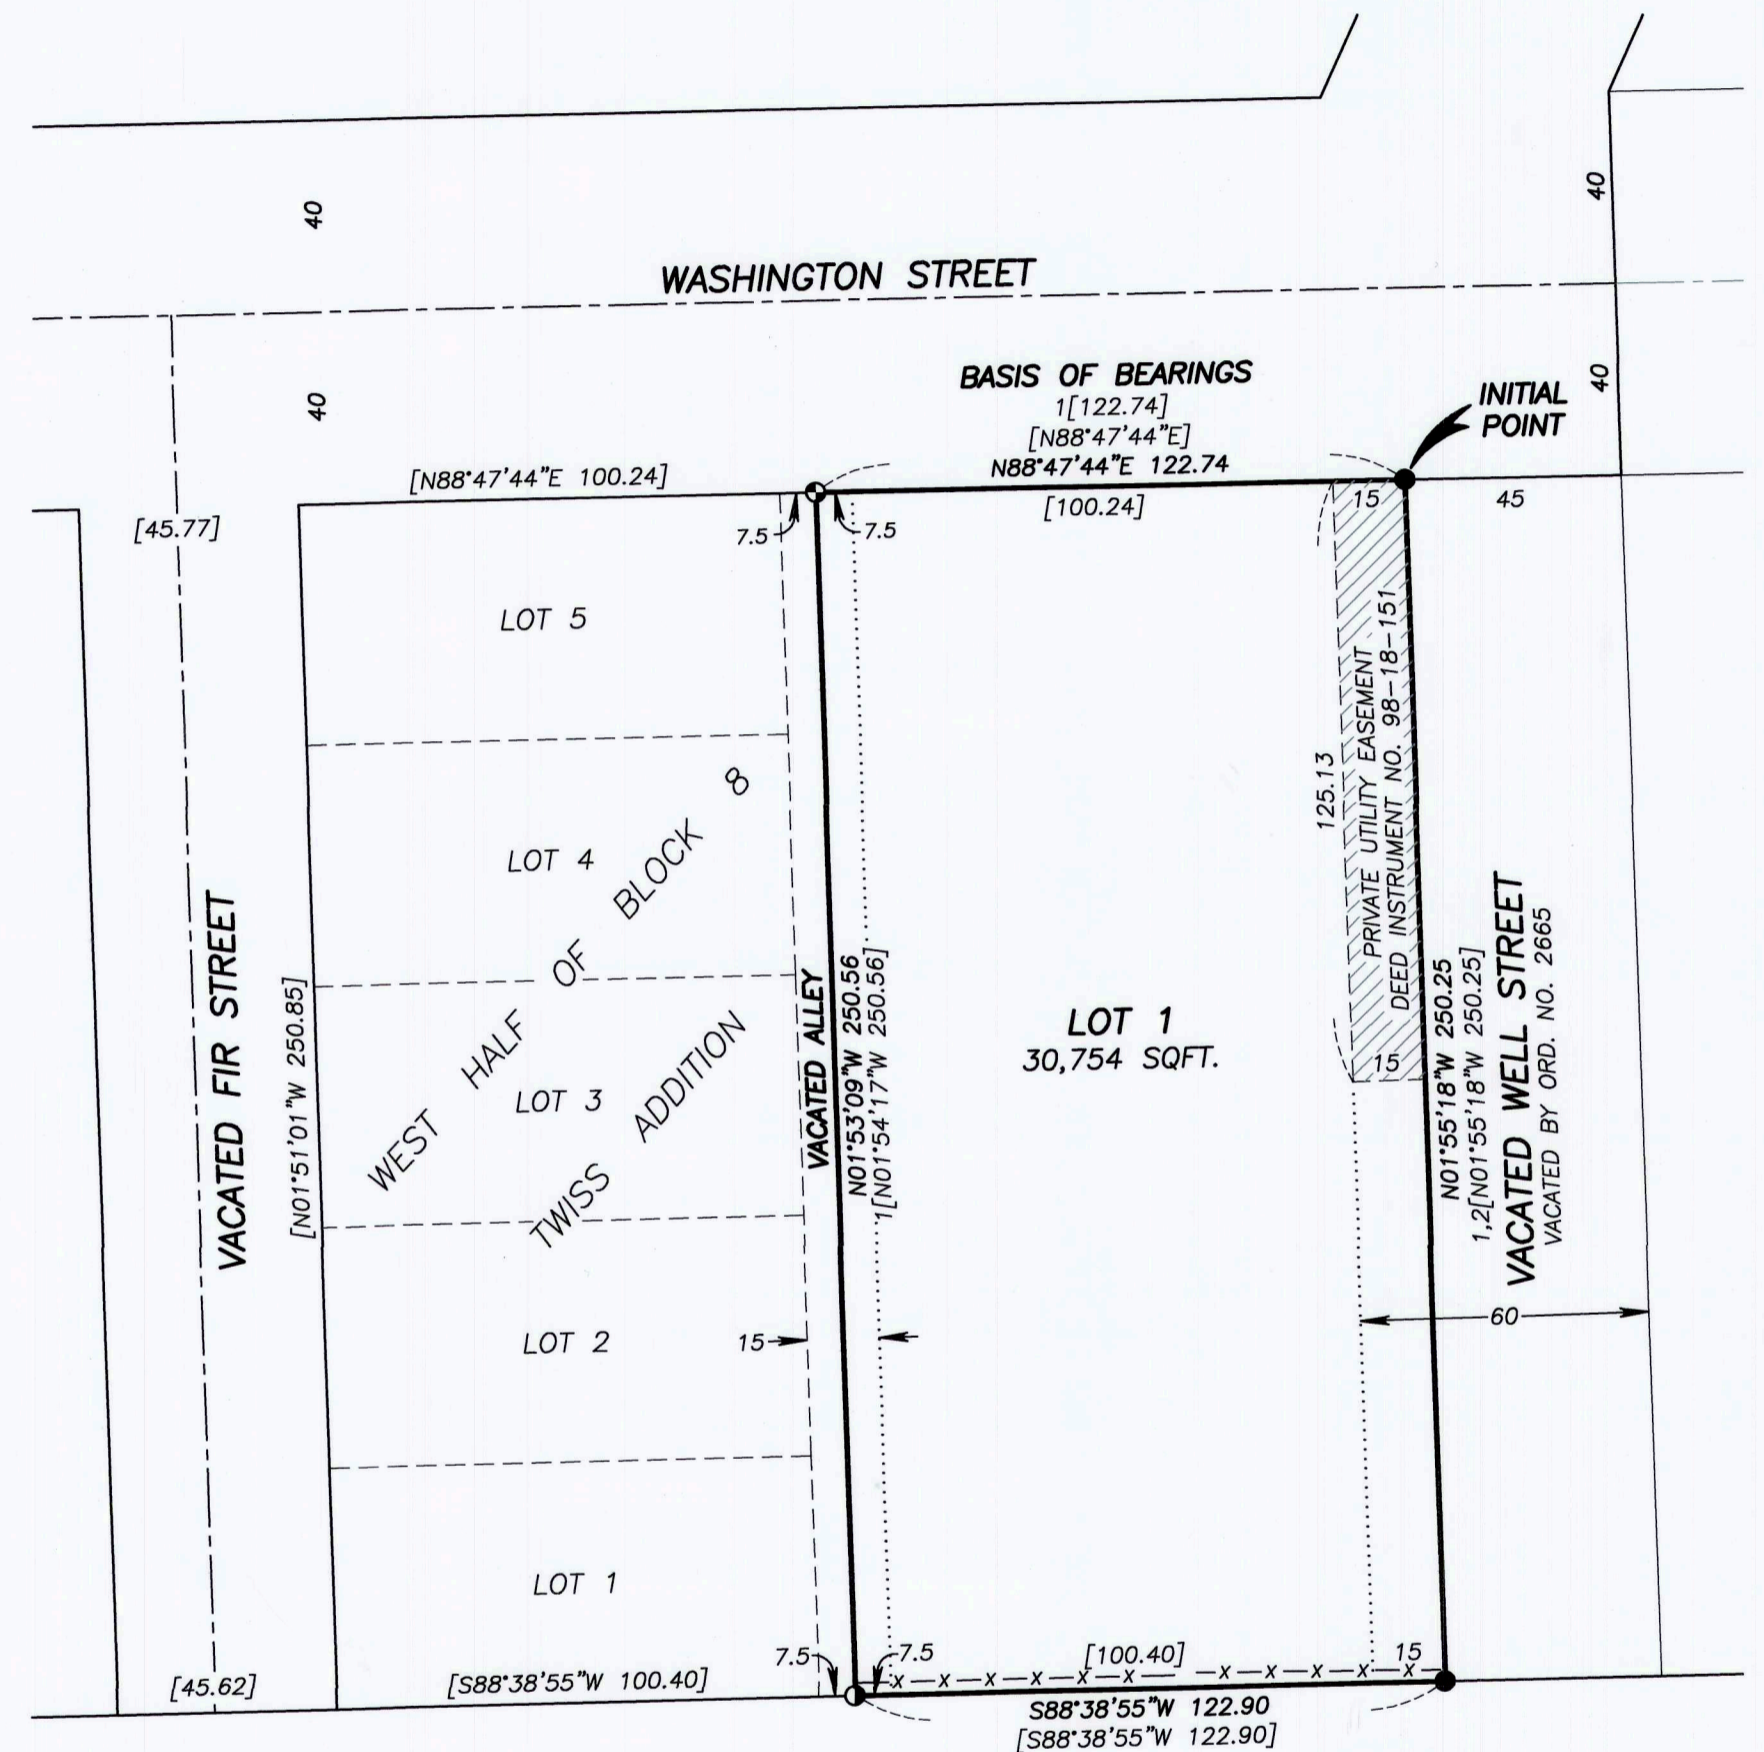 40
40
WASHINGTON STREET
BASIS OF BEARINGS
1[122.74]
[N88°47'44"E]
N88°47'44"E 122.74
40
40
INITIAL
POINT
[N88°47'44"E 100.24]
[100.24]
15
45
[45.77]
7.5
7.5
LOT 5
LOT 4
LOT 3
LOT 2
LOT 1
WEST HALF OF BLOCK 8
TWISS ADDITION
VACATED FIR STREET
[N01°51'01"W 250.85]
VACATED ALLEY
N01°53'09"W 250.56
1[N01°54'17"W 250.56]
LOT 1
30,754 SQFT.
125.13
PRIVATE UTILITY EASEMENT
DEED INSTRUMENT NO. 98-18-151
15
N01°55'18"W 250.25
1,2[N01°55'18"W 250.25]
VACATED WELL STREET
VACATED BY ORD. NO. 2665
60
15
7.5
7.5
[100.40]
15
[45.62]
[S88°38'55"W 100.40]
S88°38'55"W 122.90
[S88°38'55"W 122.90]